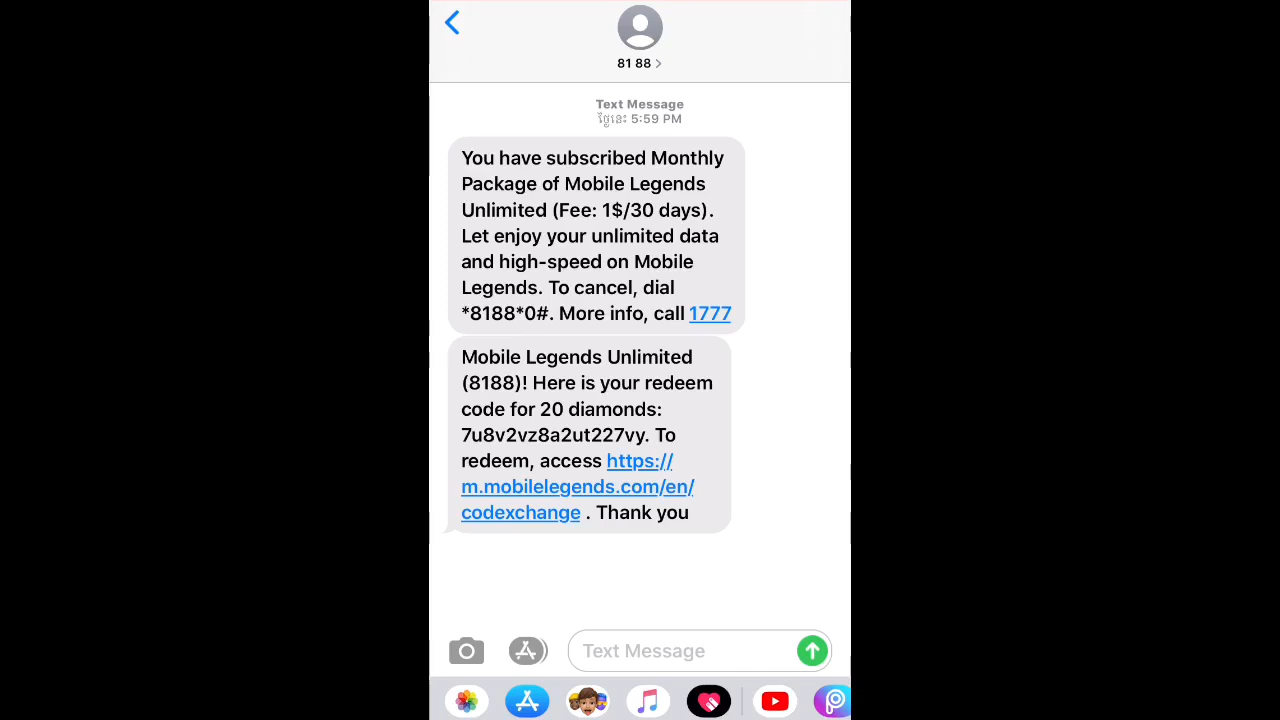 81 88
Text Message
ថ្ងៃនេះ 5:59 PM
You have subscribed Monthly
Package of Mobile Legends
Unlimited (Fee: 1$/30 days).
Let enjoy your unlimited data
and high-speed on Mobile
Legends. To cancel, dial
*8188*0#. More info, call 1777
Mobile Legends Unlimited
(8188)! Here is your redeem
code for 20 diamonds:
7u8v2vz8a2ut227vy. To
redeem, access https://
m.mobilelegends.com/en/
codexchange . Thank you
Text Message